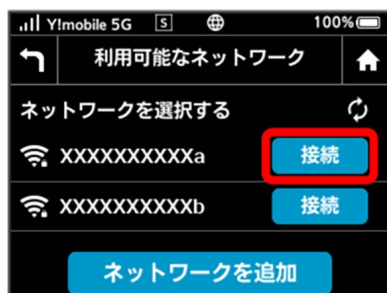 Y!mobile 5G S 100%
利用可能なネットワーク
ネットワークを選択する
XXXXXXXXXXa 接続
XXXXXXXXXXb 接続
ネットワークを追加